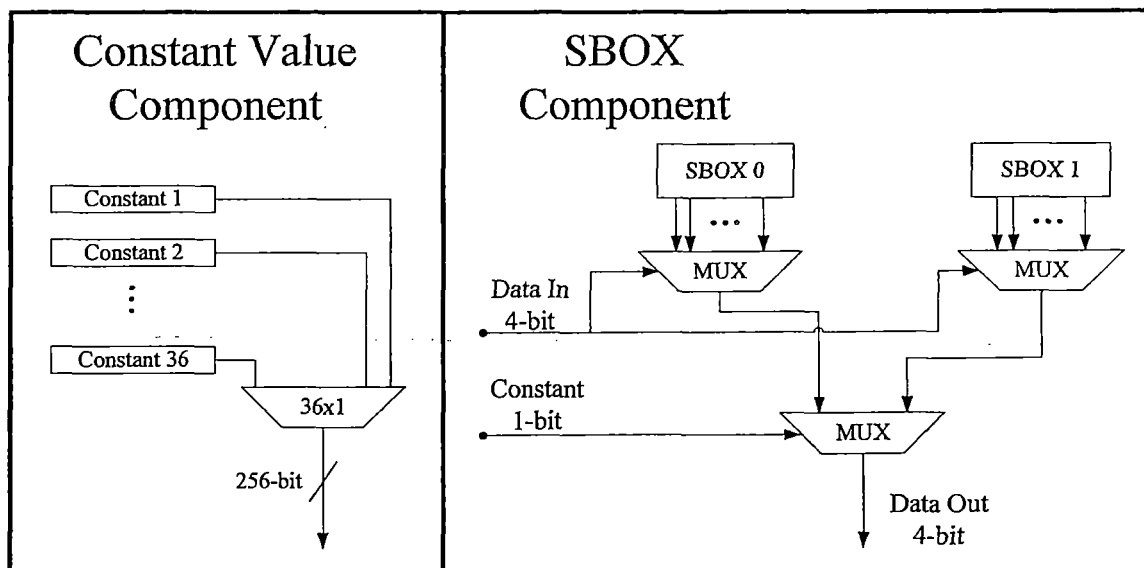 Constant Value
Component
Constant 1
Constant 2
Constant 36
36x1
256-bit
SBOX
Component
SBOX 0
SBOX 1
MUX
MUX
Data In
4-bit
Constant
1-bit
MUX
Data Out
4-bit